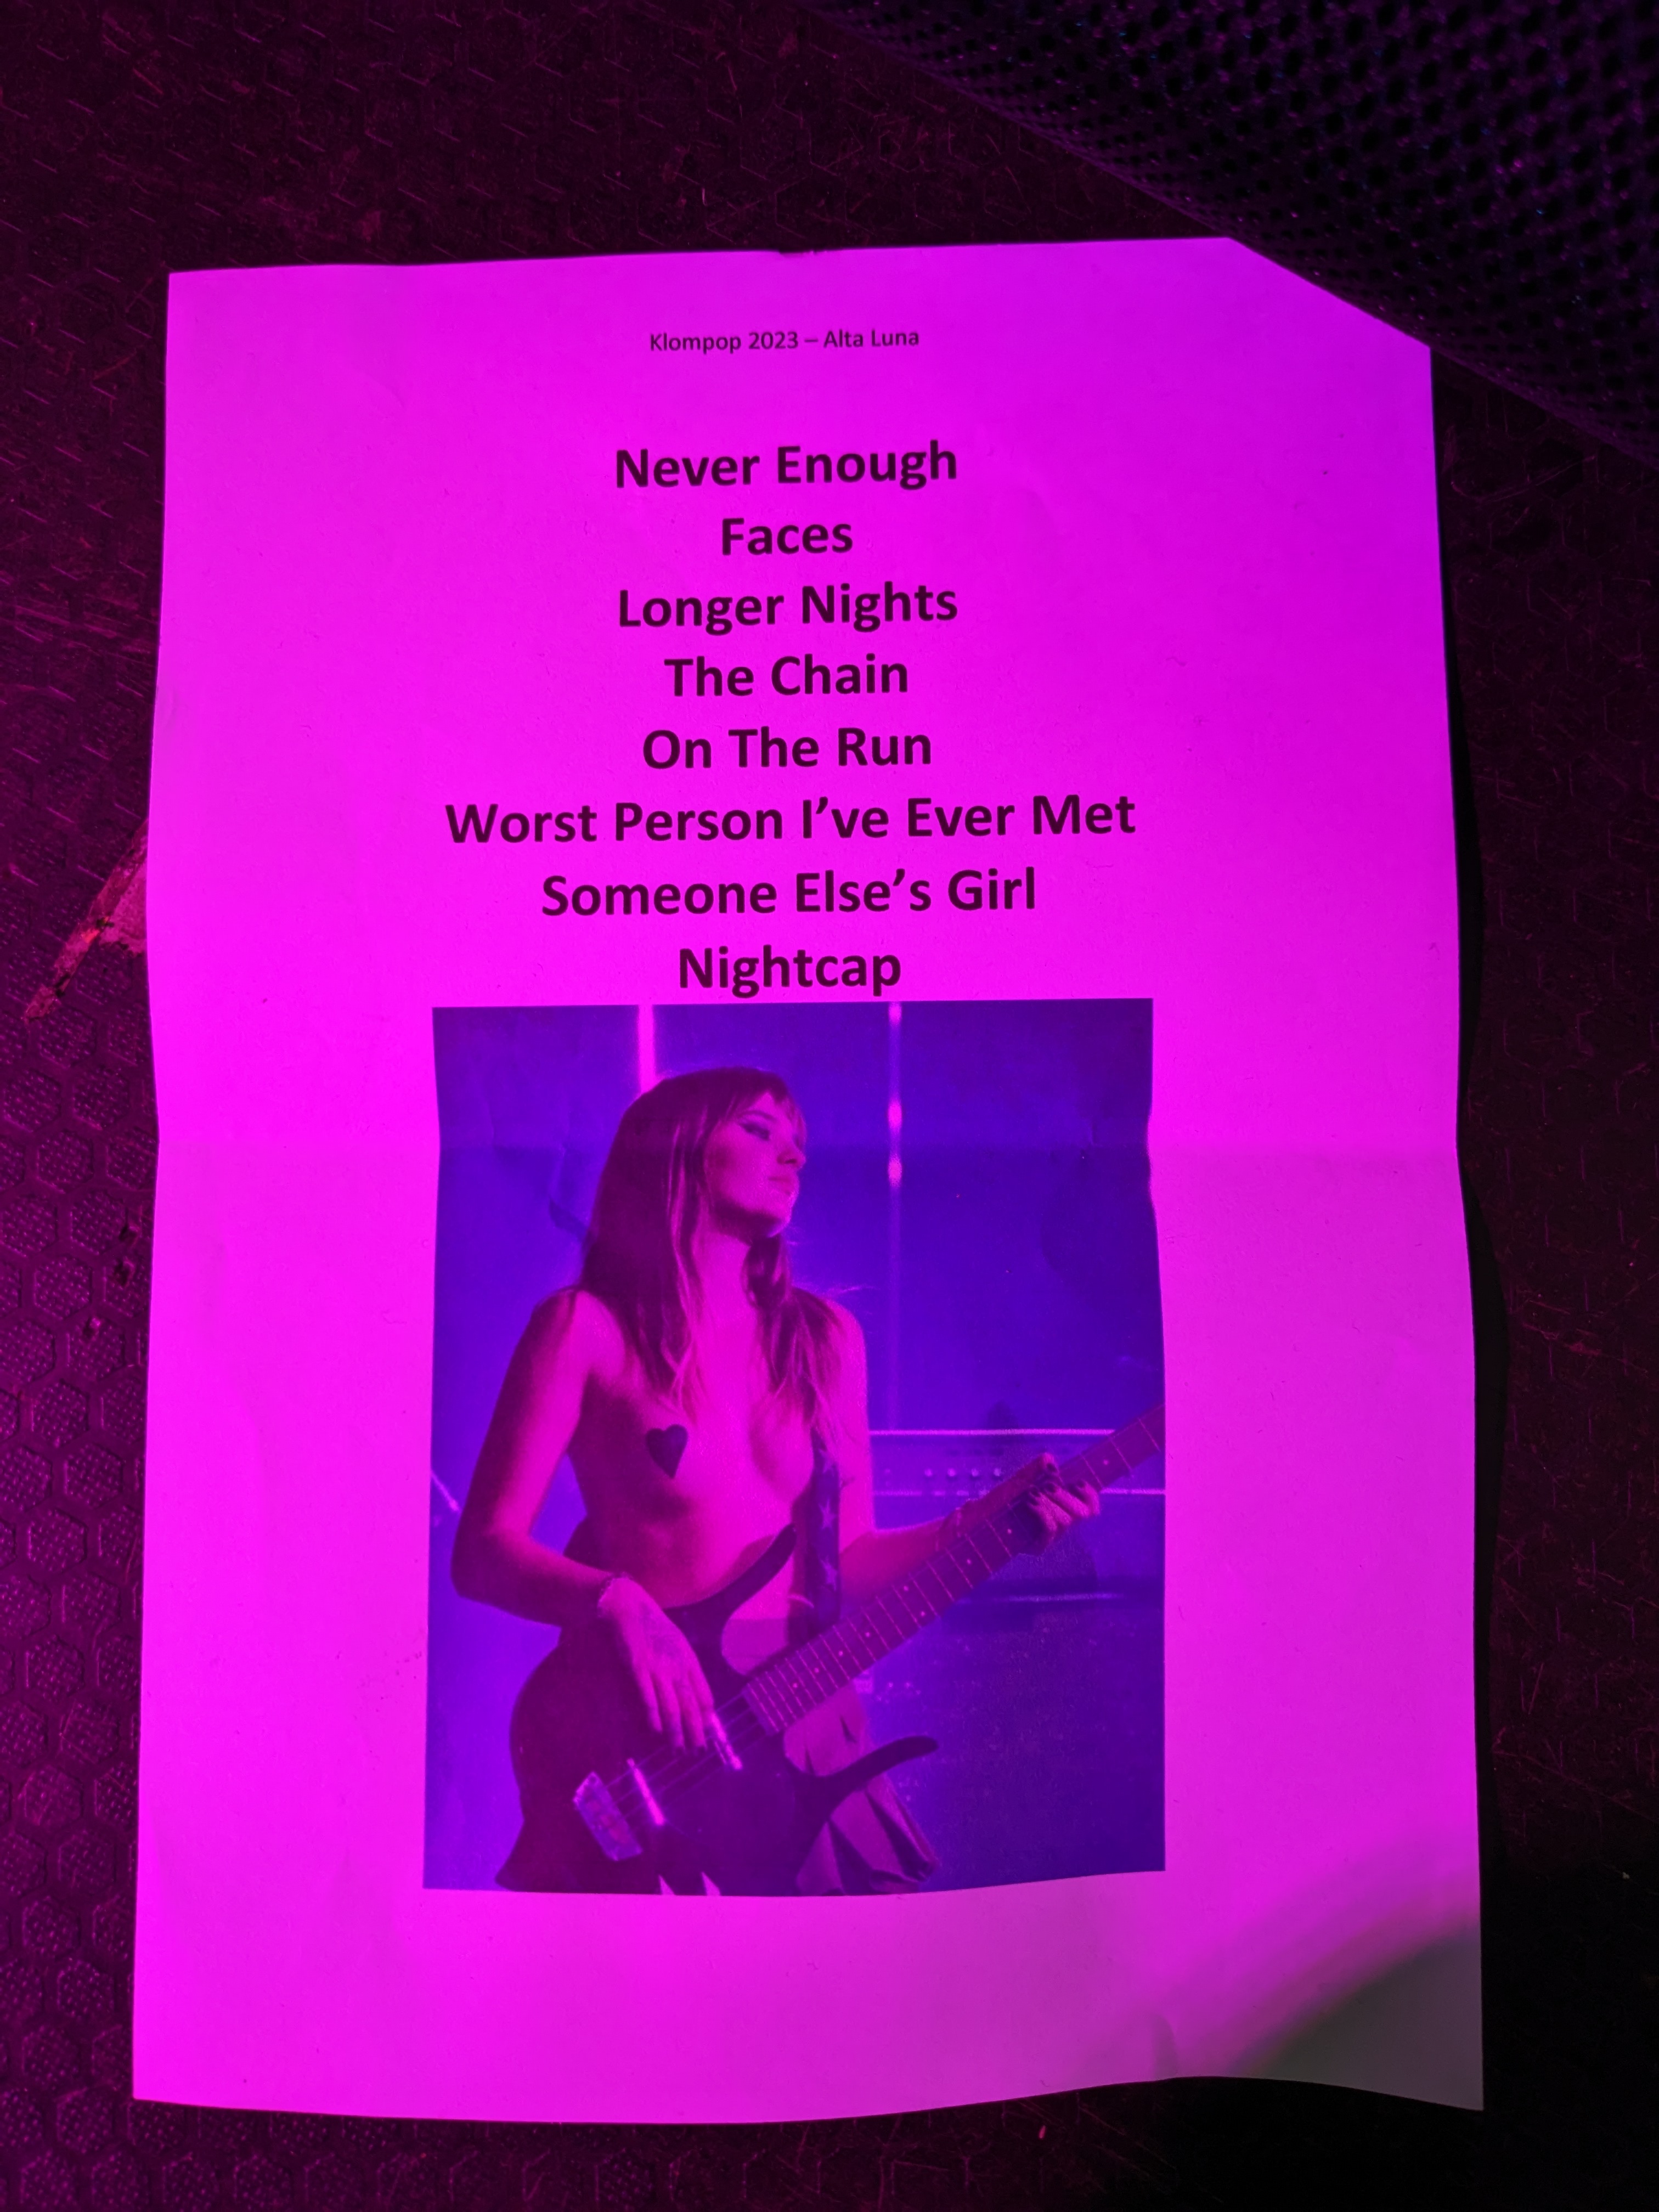 Klompop 2023 – Alta Luna
Never Enough
Faces
Longer Nights
The Chain
On The Run
Worst Person I’ve Ever Met
Someone Else’s Girl
Nightcap